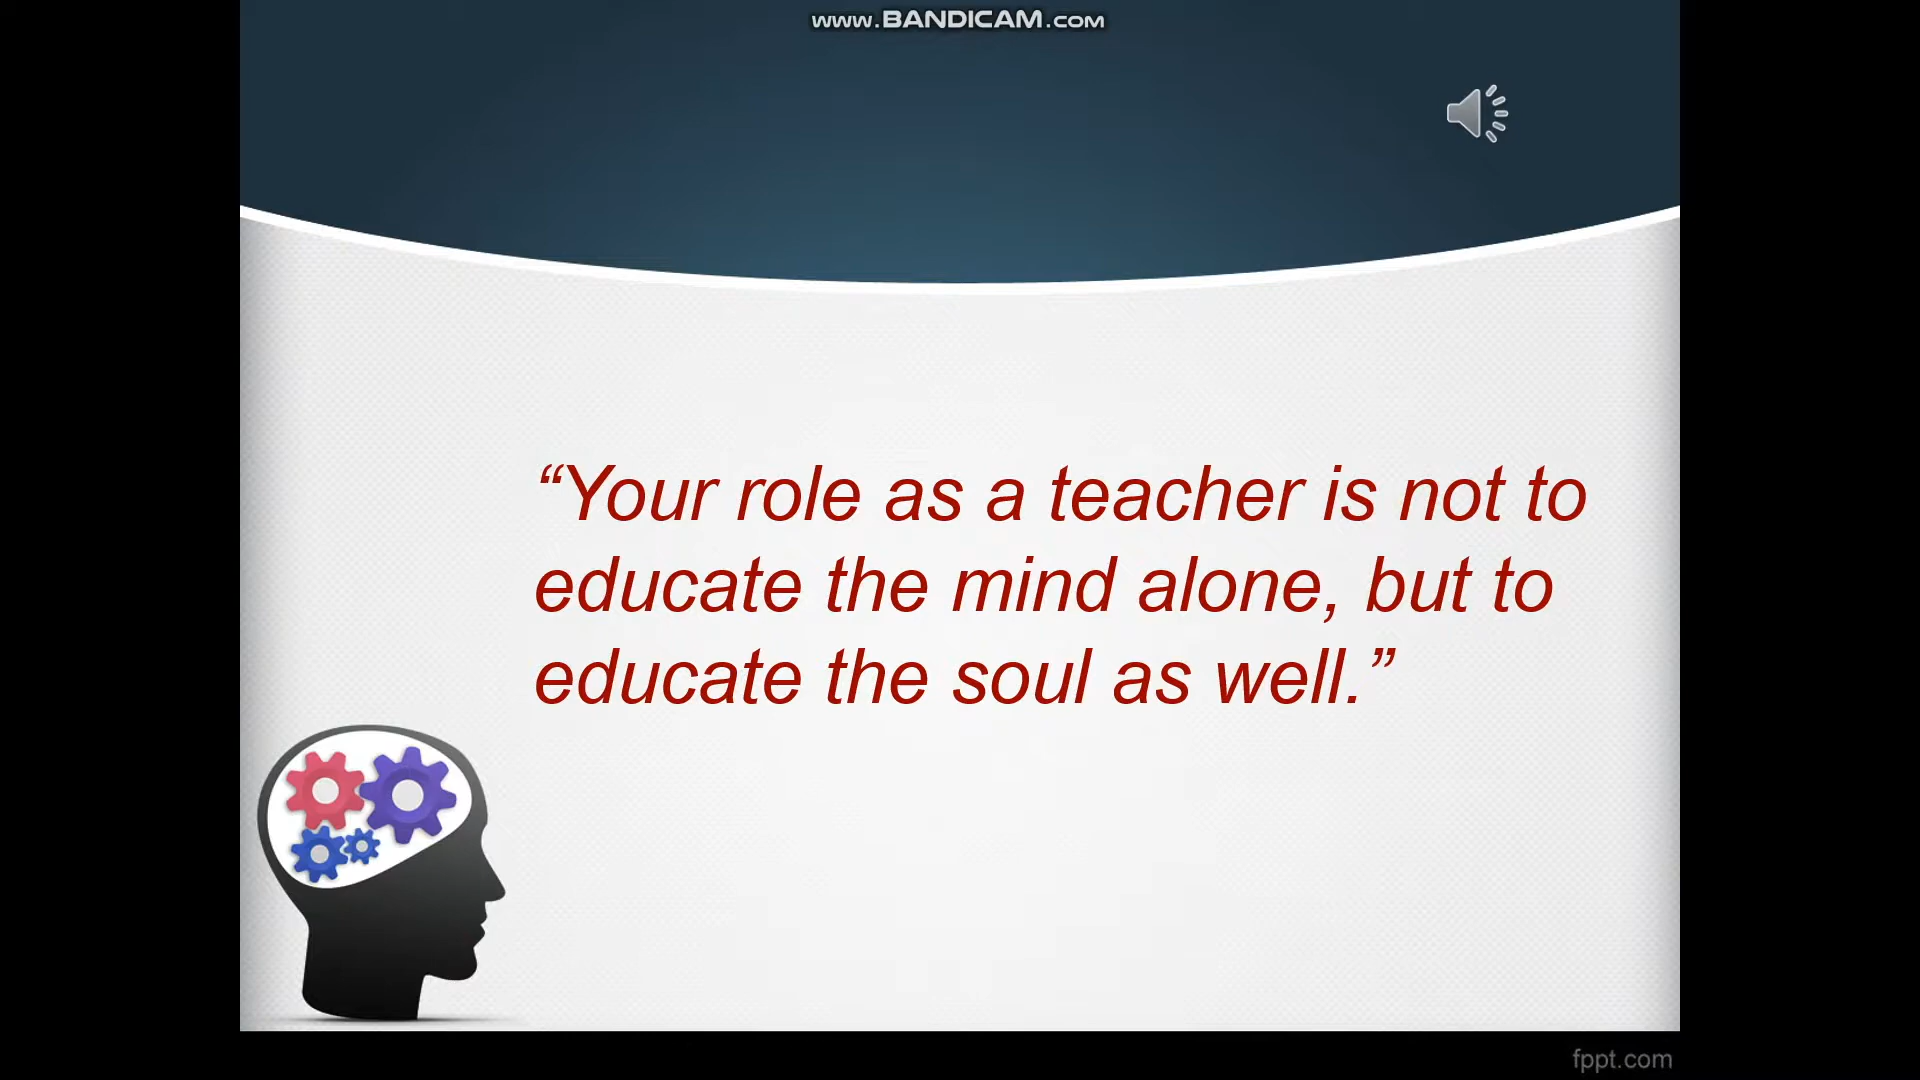 www.BANDICAM.com
“Your role as a teacher is not to
educate the mind alone, but to
educate the soul as well.”
fppt.com